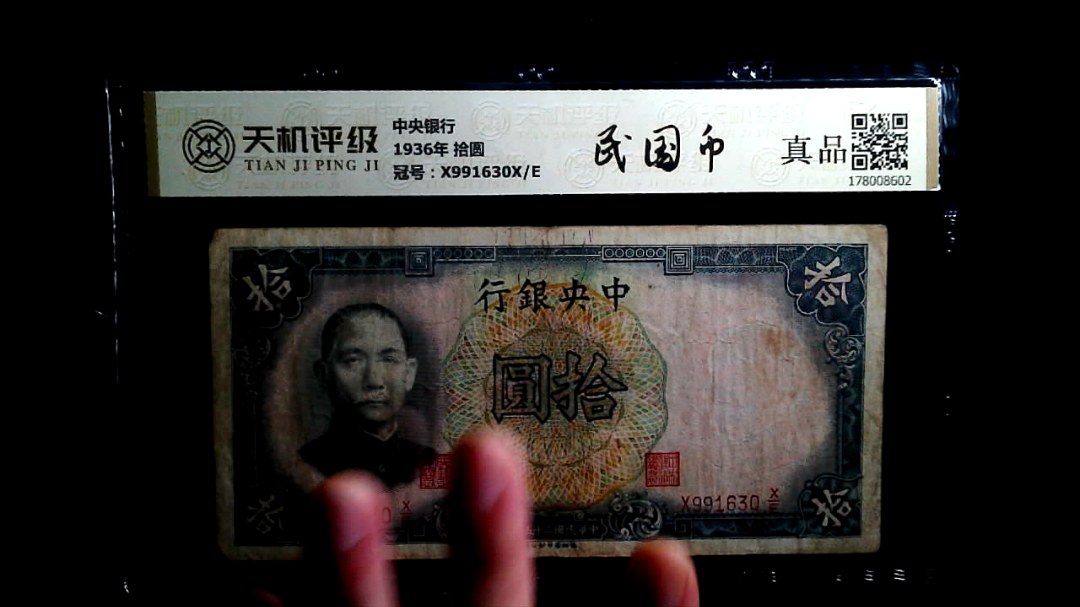 天机评级
TIAN JI PING JI
中央银行
1936年 拾圆
冠号：X991630X/E
民国币
真品
178008602
拾
拾
行銀央中
圓拾
0 X/E
X991630 X/E
拾
拾